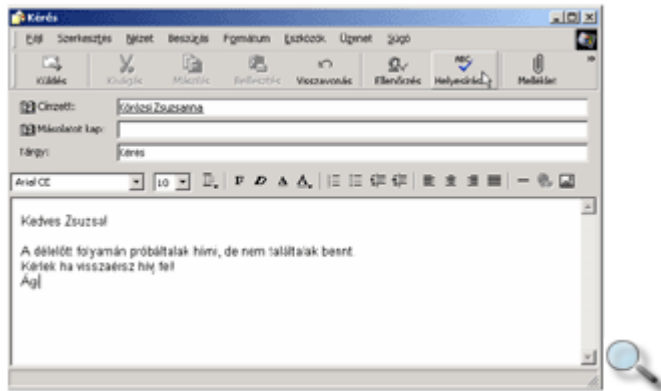 Kérés
Fájl Szerkesztés Nézet Beszúrás Formátum Eszközök Üzenet Súgó
Küldés Kivágás Másolás Beillesztés Visszavonás Ellenőrzés Helyesírás Melléklet »
Címzett: Kőrözsi Zsuzsanna
Másolatot kap:
Tárgy: Kérés
Arial CE 10
Kedves Zsuzsa!
A délelőtt folyamán próbáltalak hívni, de nem találtalak bennt.
Kérlek ha visszaérsz hívj fel!
Ági